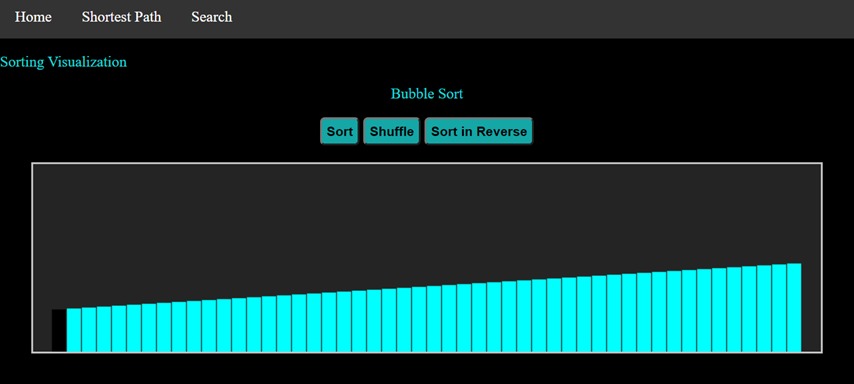 Home Shortest Path Search
Sorting Visualization
Bubble Sort
Sort Shuffle Sort in Reverse